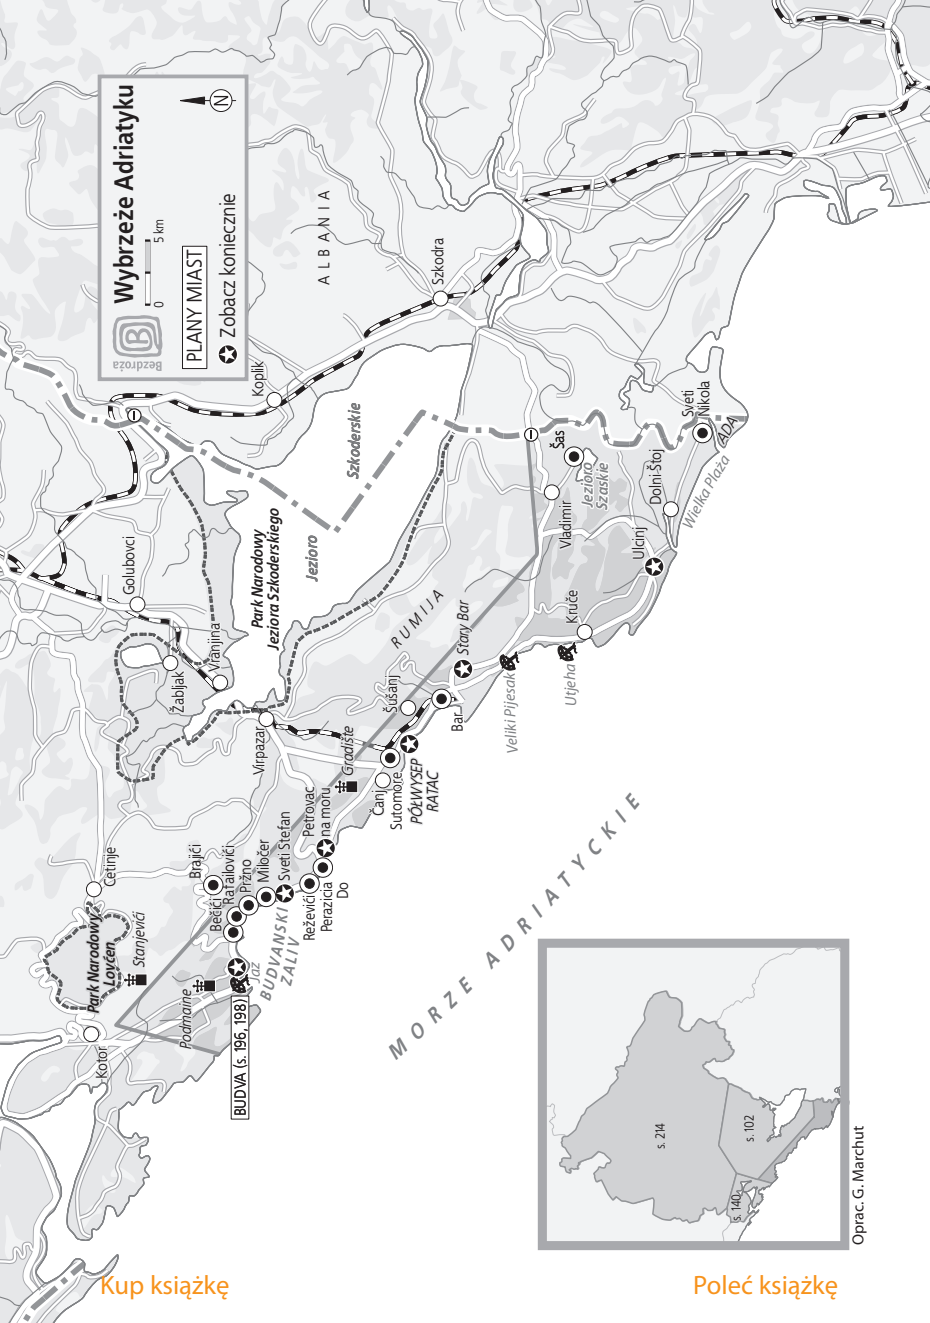 Wybrzeże Adriatyku
0
5 km
PLANY MIAST
Zobacz koniecznie
N
B
Bezdroża
ALBANIA
Szkodra
Koplik
Szkoderskie
Jezioro
Park Narodowy
Jeziora Szkoderskiego
Golubovci
Vranjina
Žabljak
Virpazar
RUMIJA
Šušanj
Stary Bar
Bar
Veliki Pijesak
Utjeha
Kruče
Vladimir
Šas
Jezioro
Szaskie
Ulcinj
Dolni-Štoj
Sveti
Nikola
ADA
Wielka Plaża
Gradište
Čanj
Sutomore
PÓŁWYSEP
RATAC
Petrovac
na moru
Sveti Stefan
Miločer
Pržno
Rafailovići
Bečići
Brajići
Cetinje
Reževići
Perazicia
Do
BUDVANSKI
ZALIV
Jaz
Stanjevići
Park Narodowy
Lovćen
Podmaine
Kotor
BUDVA (s. 196, 198)
MORZE ADRIATYCKIE
s. 214
s. 102
s. 140
Oprac. G. Marchut
Kup książkę
Poleć książkę